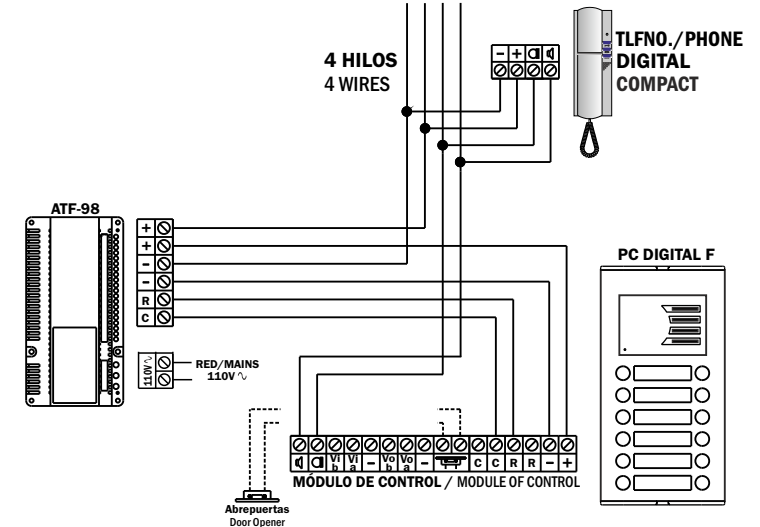 4 HILOS
4 WIRES
- +
TLFNO./PHONE
DIGITAL
COMPACT
ATF-98
+
+
-
-
R
C
110V∿
RED/MAINS
110V ∿
PC DIGITAL F
Vi b Vi a - Vo b Vo a - C C R R - +
MÓDULO DE CONTROL / MODULE OF CONTROL
Abrepuertas
Door Opener